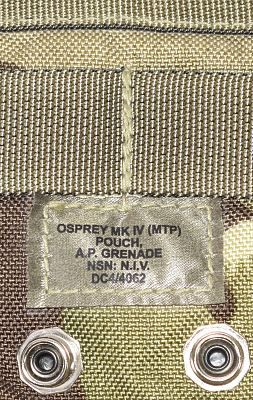 OSPREY MK IV (MTP)
POUCH,
A.P. GRENADE
NSN: N.I.V.
DC4/4062